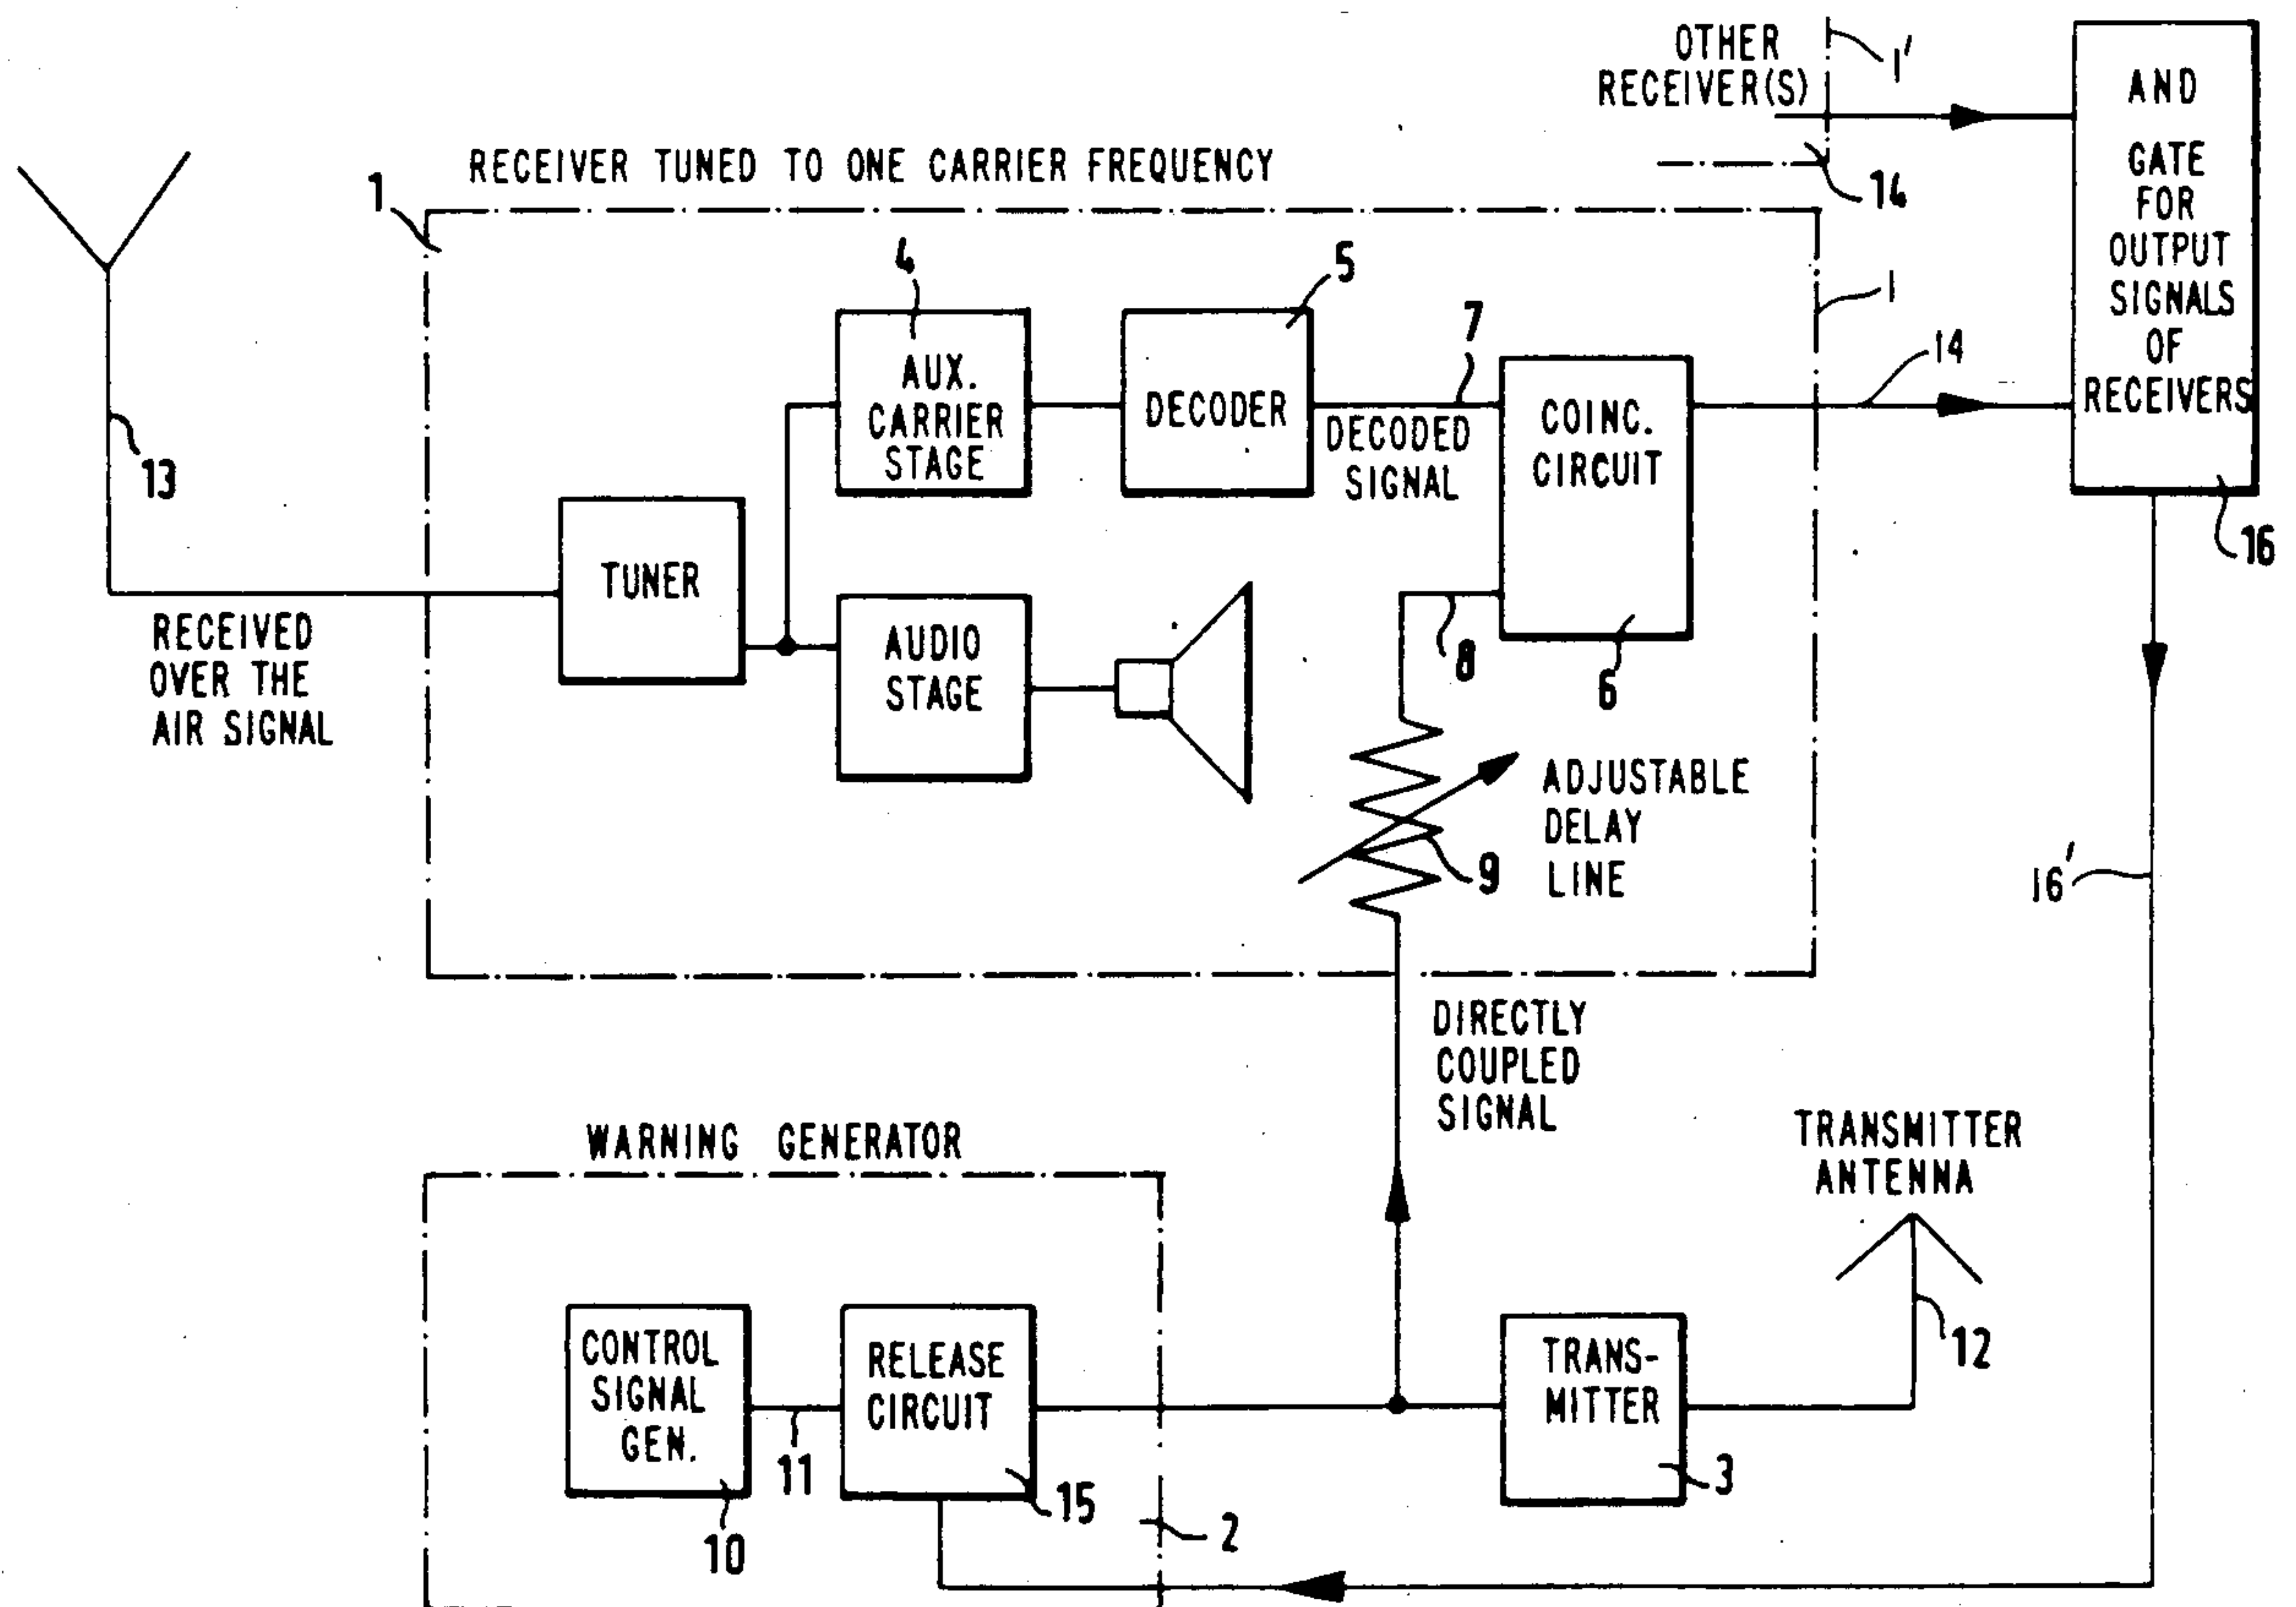 OTHER
RECEIVER(S)
1'
14
AND
GATE
FOR
OUTPUT
SIGNALS
OF
RECEIVERS
16
RECEIVER TUNED TO ONE CARRIER FREQUENCY
1
1
13
RECEIVED
OVER THE
AIR SIGNAL
TUNER
4
AUX.
CARRIER
STAGE
5
DECODER
7
DECODED
SIGNAL
COINC.
CIRCUIT
6
8
14
AUDIO
STAGE
ADJUSTABLE
DELAY
LINE
9
16'
DIRECTLY
COUPLED
SIGNAL
WARNING GENERATOR
CONTROL
SIGNAL
GEN.
10
11
RELEASE
CIRCUIT
15
2
TRANS-
MITTER
3
TRANSMITTER
ANTENNA
12